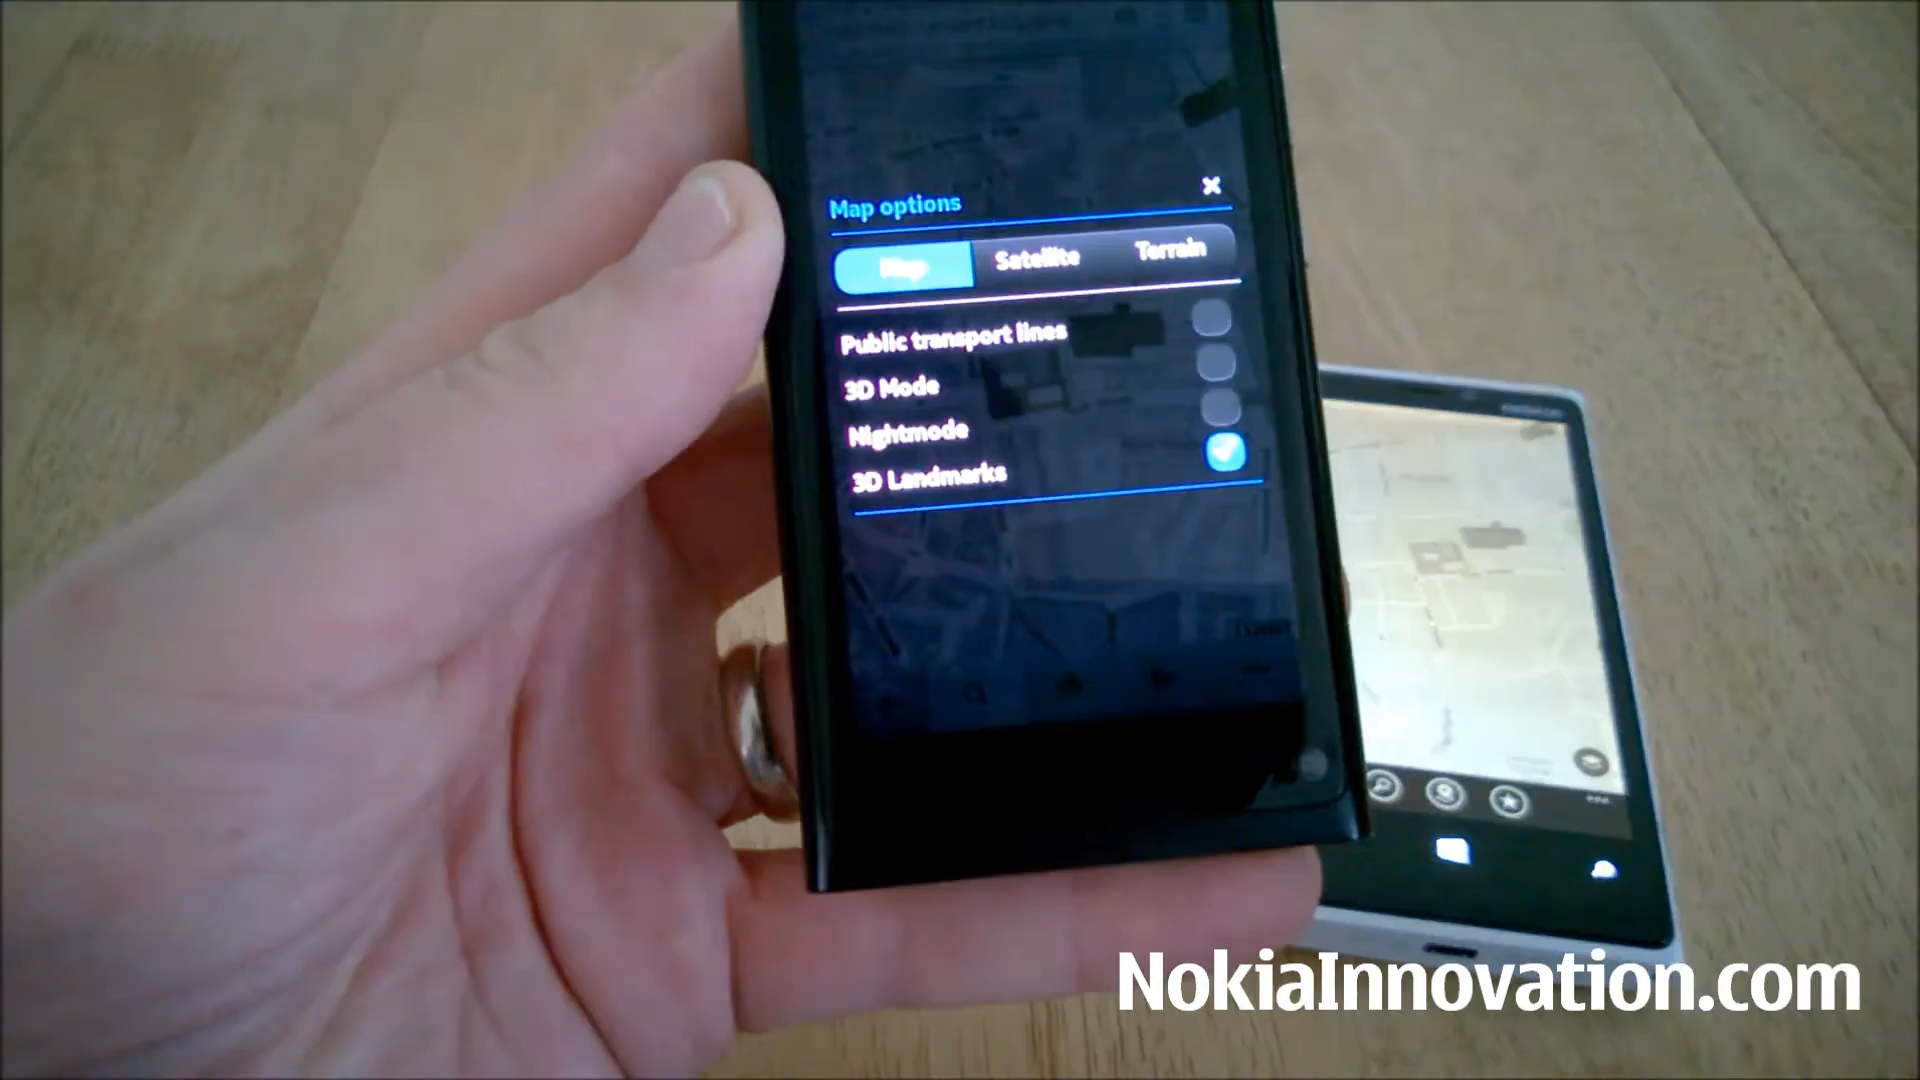 Map options
Map Satellite Terrain
Public transport lines
3D Mode
Nightmode
3D Landmarks
NokiaInnovation.com